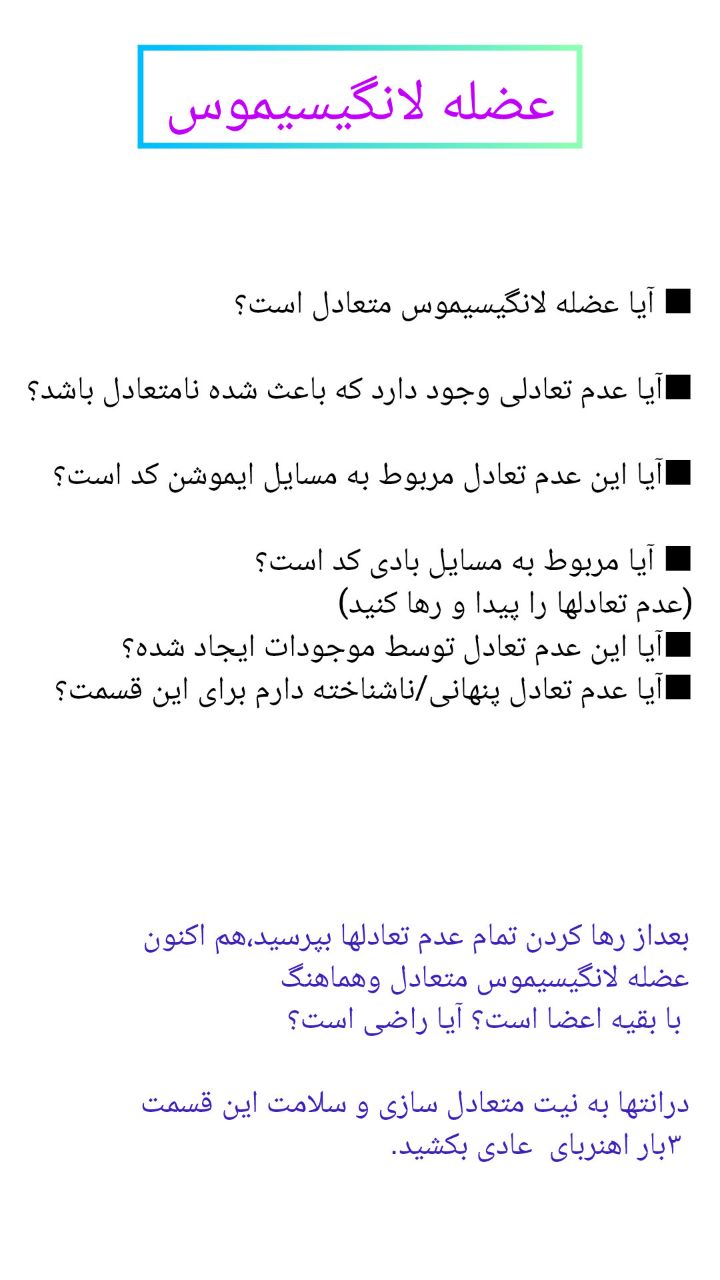 عضله لانگیسیموس
■ آیا عضله لانگیسیموس متعادل است؟
■آیا عدم تعادلی وجود دارد که باعث شده نامتعادل باشد؟
■آیا این عدم تعادل مربوط به مسایل ایموشن کد است؟
■ آیا مربوط به مسایل بادی کد است؟
(عدم تعادلها را پیدا و رها کنید)
■آیا این عدم تعادل توسط موجودات ایجاد شده؟
■آیا عدم تعادل پنهانی/ناشناخته دارم برای این قسمت؟
بعداز رها کردن تمام عدم تعادلها بپرسید،هم اکنون
عضله لانگیسیموس متعادل وهماهنگ
با بقیه اعضا است؟ آیا راضی است؟
درانتها به نیت متعادل سازی و سلامت این قسمت
۳بار اهنربای  عادی بکشید.